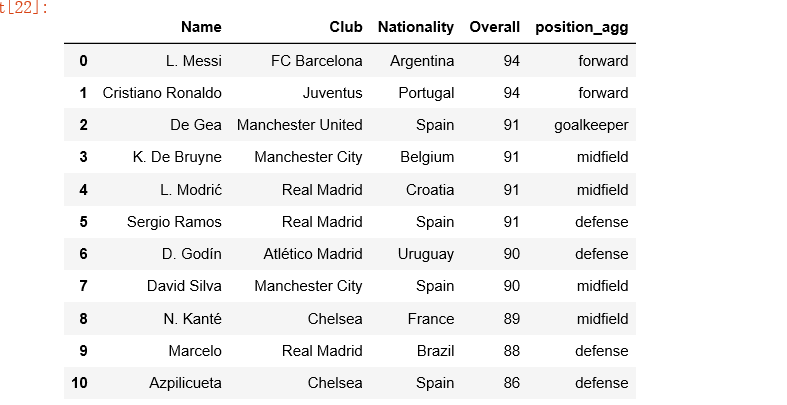 t[22]:
Name Club Nationality Overall position_agg
0 L. Messi FC Barcelona Argentina 94 forward
1 Cristiano Ronaldo Juventus Portugal 94 forward
2 De Gea Manchester United Spain 91 goalkeeper
3 K. De Bruyne Manchester City Belgium 91 midfield
4 L. Modrić Real Madrid Croatia 91 midfield
5 Sergio Ramos Real Madrid Spain 91 defense
6 D. Godín Atlético Madrid Uruguay 90 defense
7 David Silva Manchester City Spain 90 midfield
8 N. Kanté Chelsea France 89 midfield
9 Marcelo Real Madrid Brazil 88 defense
10 Azpilicueta Chelsea Spain 86 defense